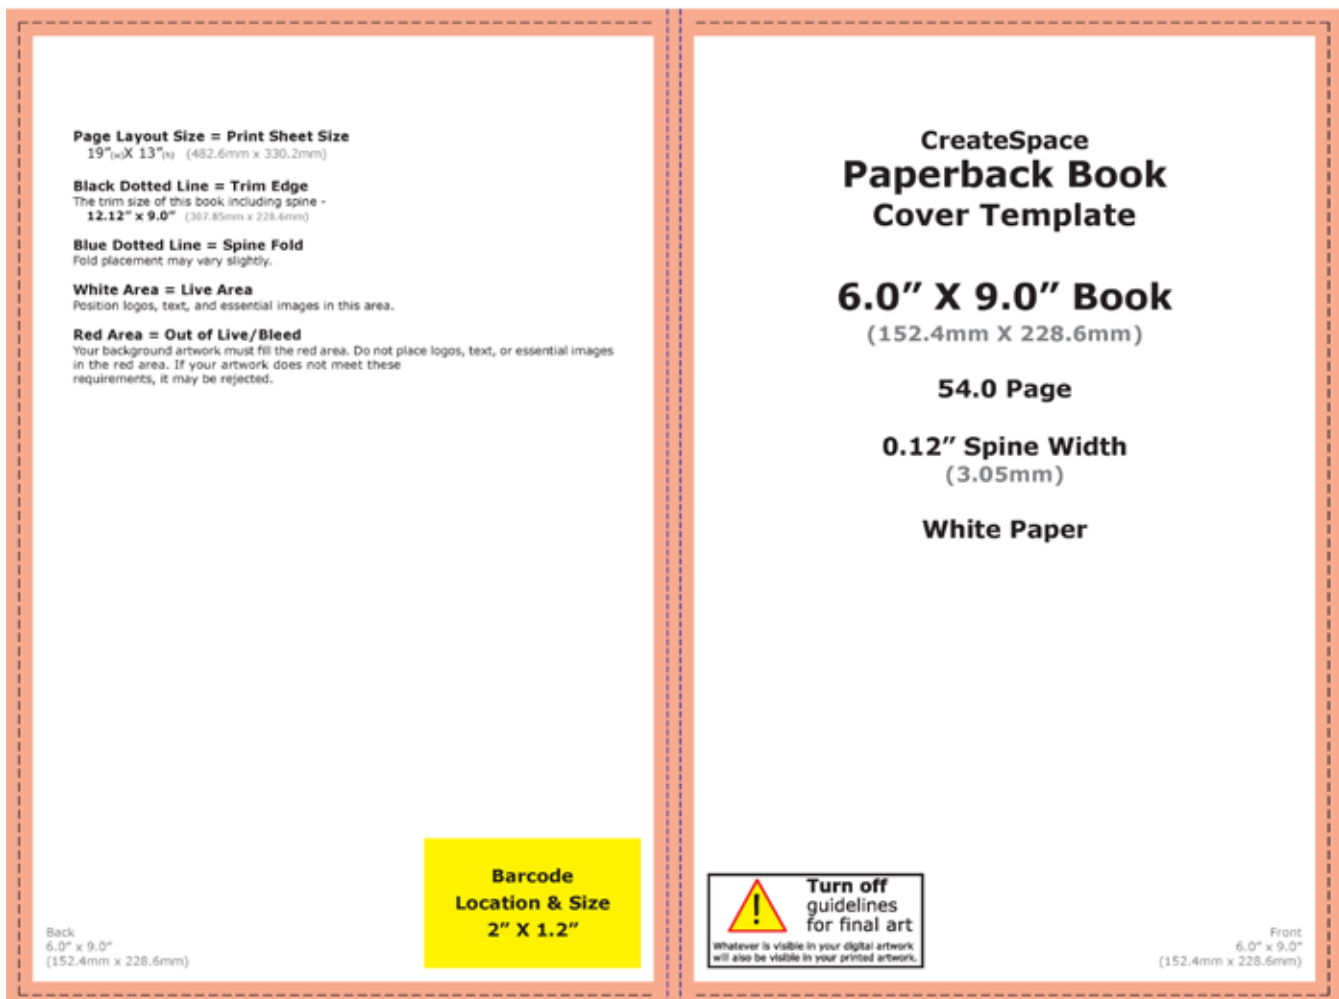 Page Layout Size = Print Sheet Size
19"(w)X 13"(h) (482.6mm x 330.2mm)
Black Dotted Line = Trim Edge
The trim size of this book including spine -
12.12" x 9.0" (307.85mm x 228.6mm)
Blue Dotted Line = Spine Fold
Fold placement may vary slightly.
White Area = Live Area
Position logos, text, and essential images in this area.
Red Area = Out of Live/Bleed
Your background artwork must fill the red area. Do not place logos, text, or essential images
in the red area. If your artwork does not meet these
requirements, it may be rejected.
Barcode
Location & Size
2" X 1.2"
Back
6.0" x 9.0"
(152.4mm x 228.6mm)
CreateSpace
Paperback Book
Cover Template
6.0" X 9.0" Book
(152.4mm X 228.6mm)
54.0 Page
0.12" Spine Width
(3.05mm)
White Paper
!
Turn off
guidelines
for final art
Whatever is visible in your digital artwork
will also be visible in your printed artwork.
Front
6.0" x 9.0"
(152.4mm x 228.6mm)